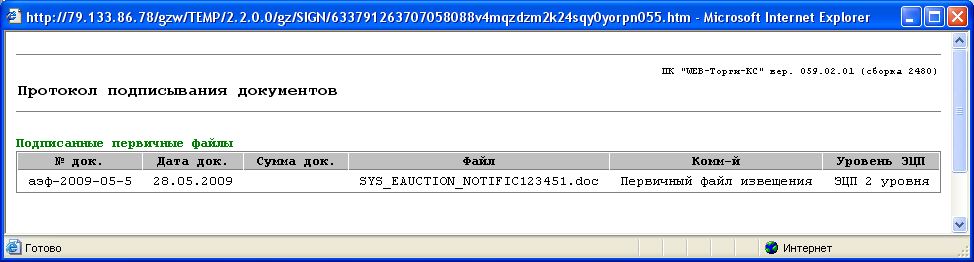 http://79.133.86.78/gzw/TEMP/2.2.0.0/gz/SIGN/633791263707058088v4mqzdzm2k24sqy0yorpn055.htm - Microsoft Internet Explorer
ПК "WEB-Торги-КС" вер. 059.02.01 (сборка 2480)
Протокол подписывания документов
Подписанные первичные файлы
№ док. Дата док. Сумма док. Файл Комм-й Уровень ЭЦП
аэф-2009-05-5 28.05.2009 SYS_EAUCTION_NOTIFIC123451.doc Первичный файл извещения ЭЦП 2 уровня
Готово Интернет